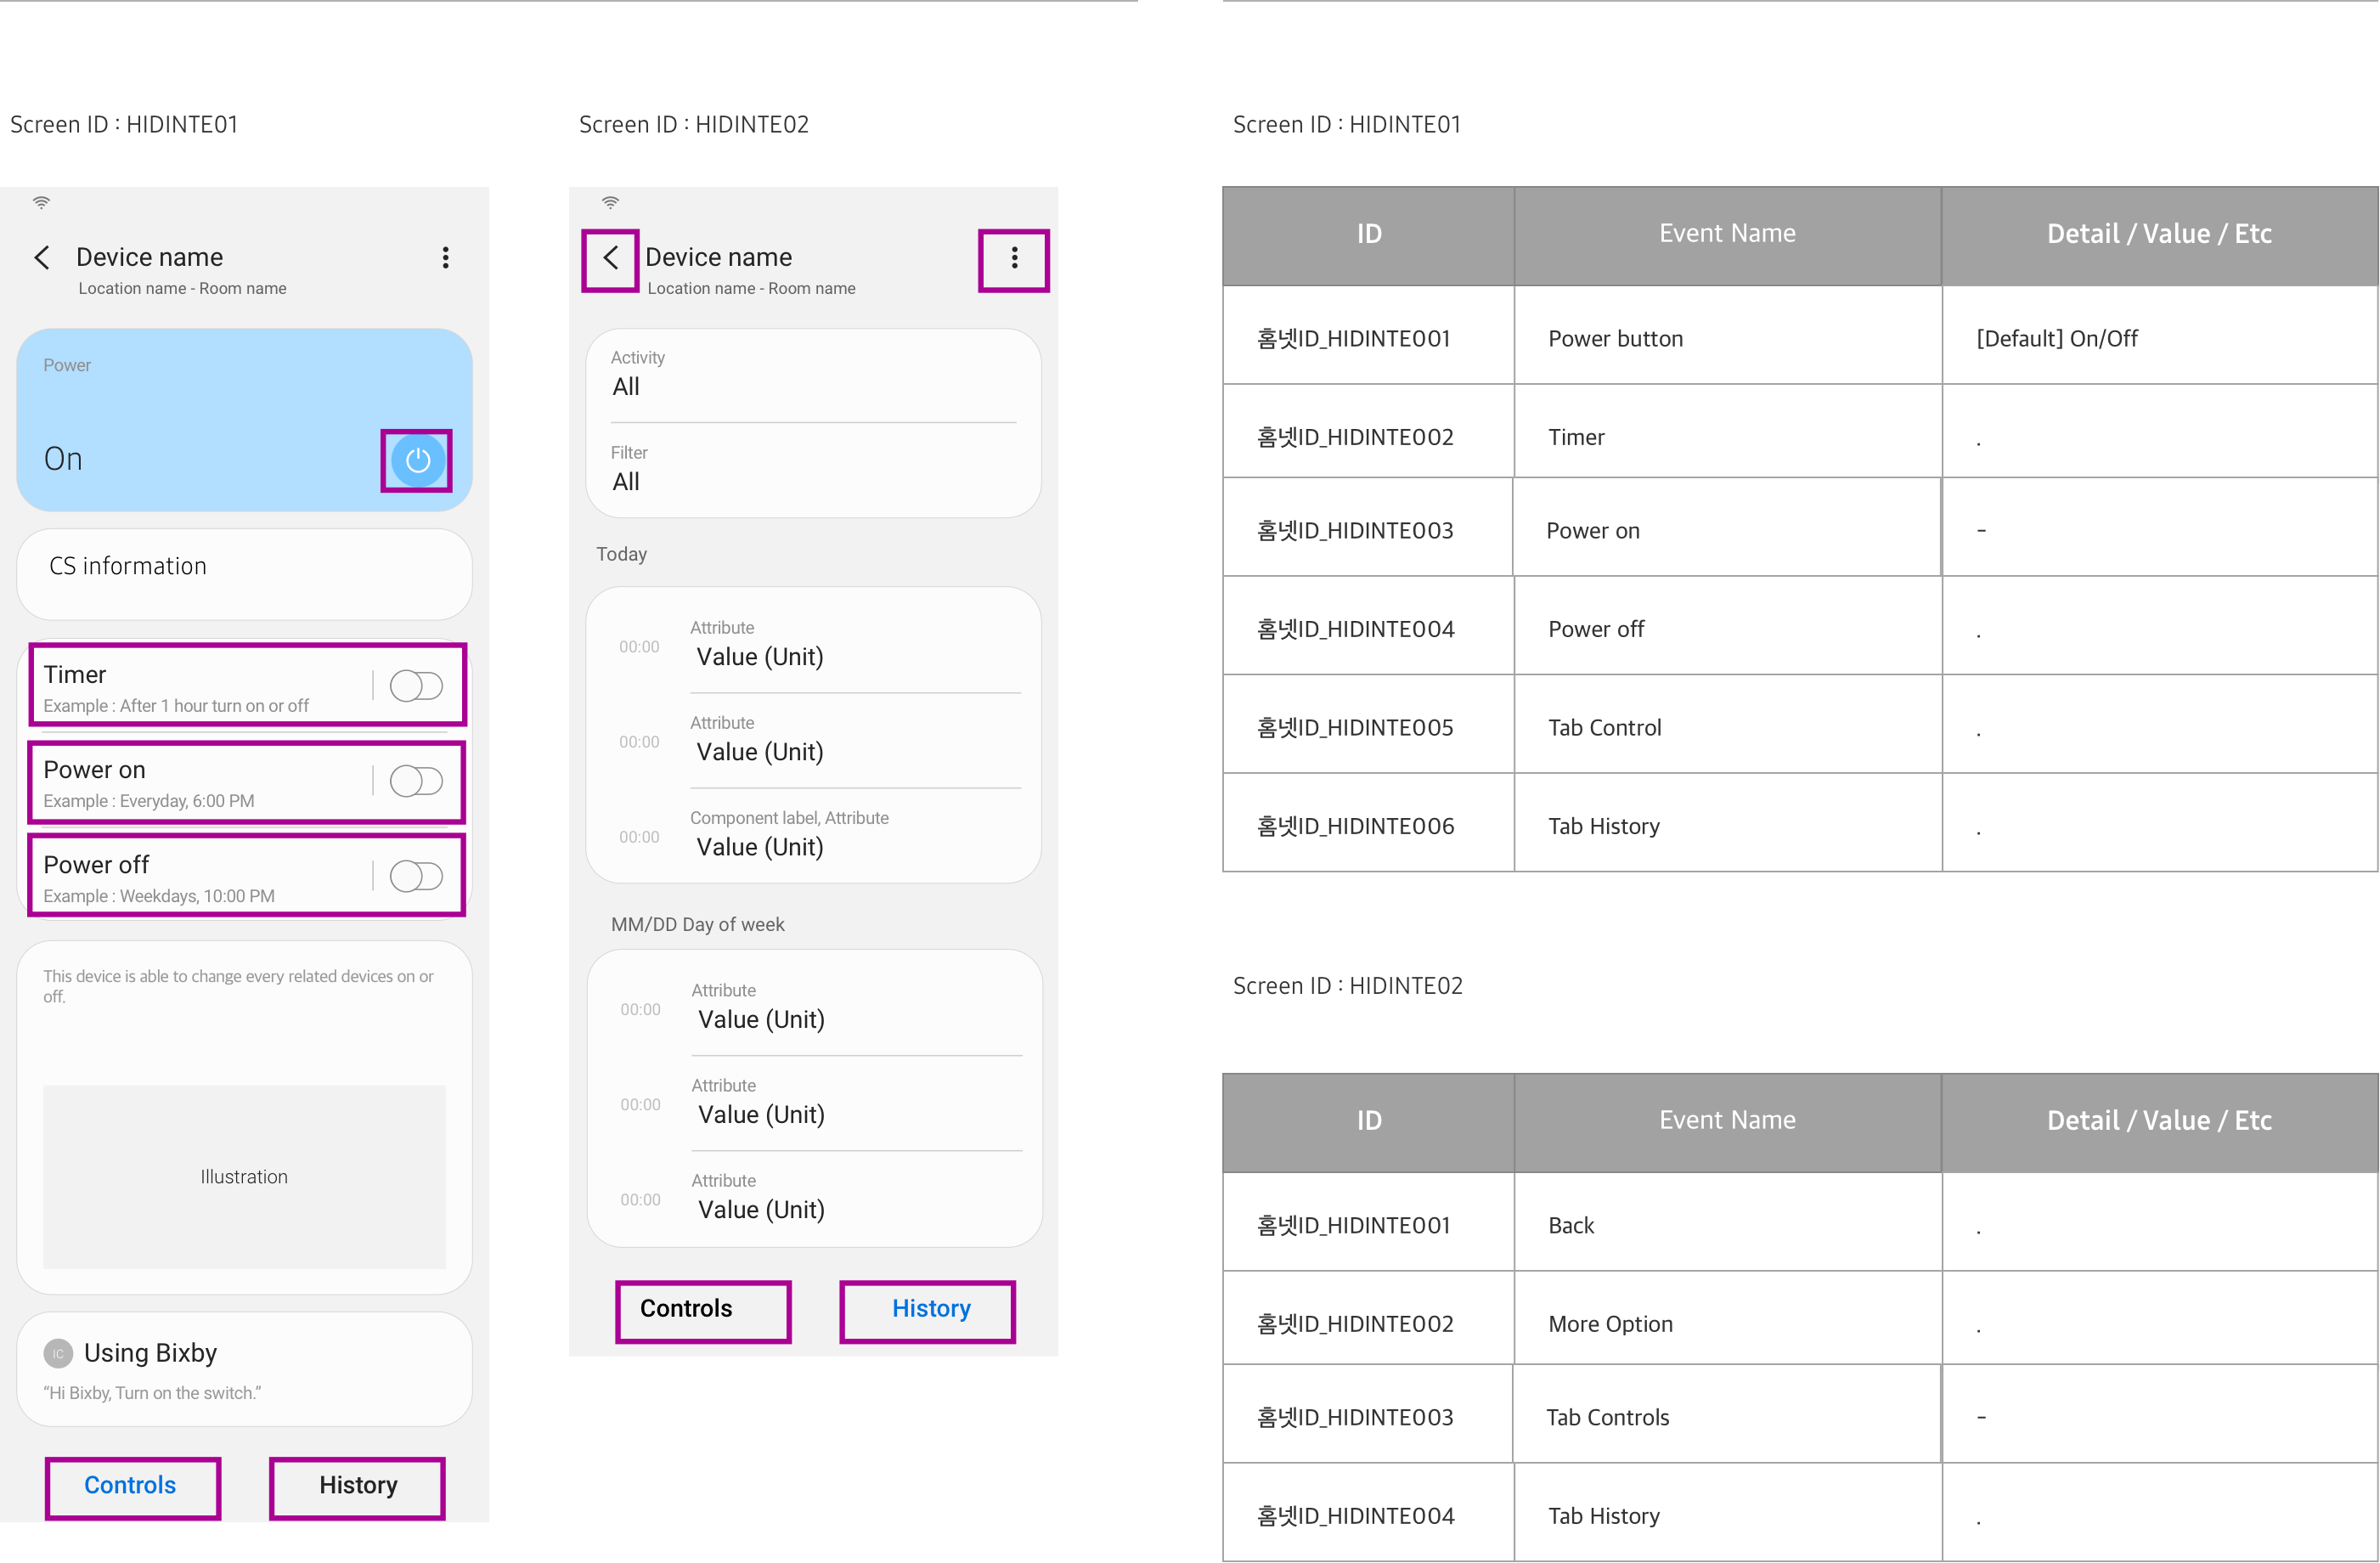 Screen ID : HIDINTE01
Device name
Location name - Room name
Power
On
CS information
Timer
Example : After 1 hour turn on or off
Power on
Example : Everyday, 6:00 PM
Power off
Example : Weekdays, 10:00 PM
This device is able to change every related devices on or
off.
Illustration
IC Using Bixby
“Hi Bixby, Turn on the switch.”
Controls History
Screen ID : HIDINTE02
Device name
Location name - Room name
Activity
All
Filter
All
Today
Attribute
00:00 Value (Unit)
Attribute
00:00 Value (Unit)
Component label, Attribute
00:00 Value (Unit)
MM/DD Day of week
Attribute
00:00 Value (Unit)
Attribute
00:00 Value (Unit)
Attribute
00:00 Value (Unit)
Controls History
Screen ID : HIDINTE01
ID Event Name Detail / Value / Etc
홈넷ID_HIDINTE001 Power button [Default] On/Off
홈넷ID_HIDINTE002 Timer .
홈넷ID_HIDINTE003 Power on -
홈넷ID_HIDINTE004 Power off .
홈넷ID_HIDINTE005 Tab Control .
홈넷ID_HIDINTE006 Tab History .
Screen ID : HIDINTE02
ID Event Name Detail / Value / Etc
홈넷ID_HIDINTE001 Back .
홈넷ID_HIDINTE002 More Option .
홈넷ID_HIDINTE003 Tab Controls -
홈넷ID_HIDINTE004 Tab History .